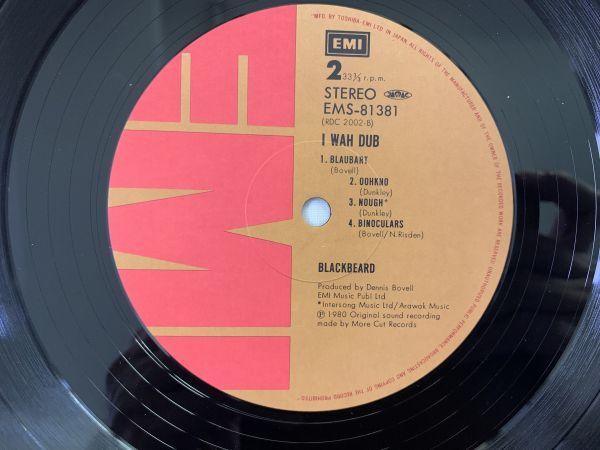 "MFG. BY TOSHIBA-EMI LTD. IN JAPAN. ALL RIGHTS OF THE MANUFACTURER AND OF THE OWNER OF THE RECORDED WORK ARE RESERVED. UNAUTHORIZED PUBLIC PERFORMANCE, BROADCASTING AND COPYING OF THE RECORD PROHIBITED."
EMI
2 33⅓ r.p.m.
STEREO JASRAC
EMS-81381
(RDC 2002-B)
I WAH DUB
1. BLAUBART
(Bovell)
2. OOHKNO
(Dunkley)
3. NOUGH*
(Dunkley)
4. BINOCULARS
(Bovell/N.Risden)
BLACKBEARD
Produced by Dennis Bovell
EMI Music Publ Ltd
*Intersong Music Ltd/Arawak Music
℗ 1980 Original sound recording
made by More Cut Records
EMI